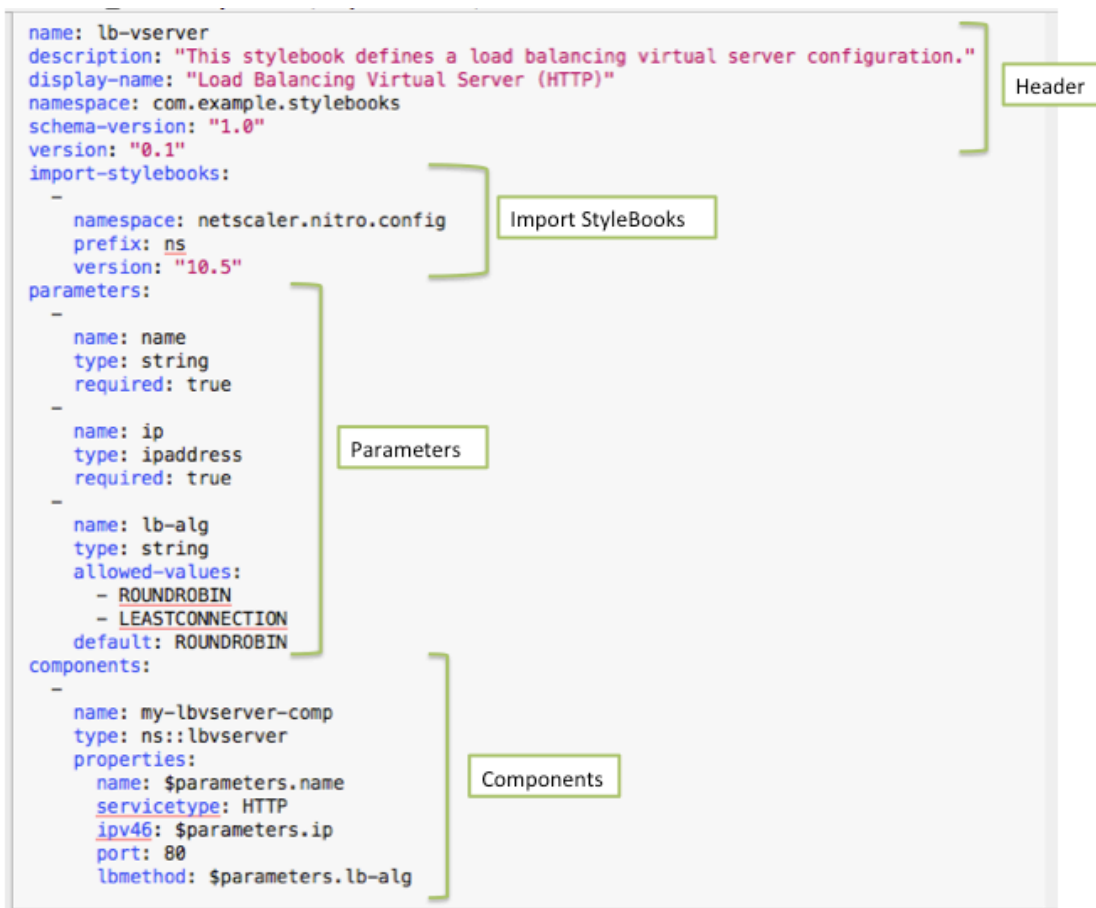 name: lb-vserver
description: "This stylebook defines a load balancing virtual server configuration."
display-name: "Load Balancing Virtual Server (HTTP)"
namespace: com.example.stylebooks
schema-version: "1.0"
version: "0.1"
Header
import-stylebooks:
  -
    namespace: netscaler.nitro.config
    prefix: ns
    version: "10.5"
Import StyleBooks
parameters:
  -
    name: name
    type: string
    required: true
  -
    name: ip
    type: ipaddress
    required: true
  -
    name: lb-alg
    type: string
    allowed-values:
      - ROUNDROBIN
      - LEASTCONNECTION
    default: ROUNDROBIN
Parameters
components:
  -
    name: my-lbvserver-comp
    type: ns::lbvserver
    properties:
      name: $parameters.name
      servicetype: HTTP
      ipv46: $parameters.ip
      port: 80
      lbmethod: $parameters.lb-alg
Components